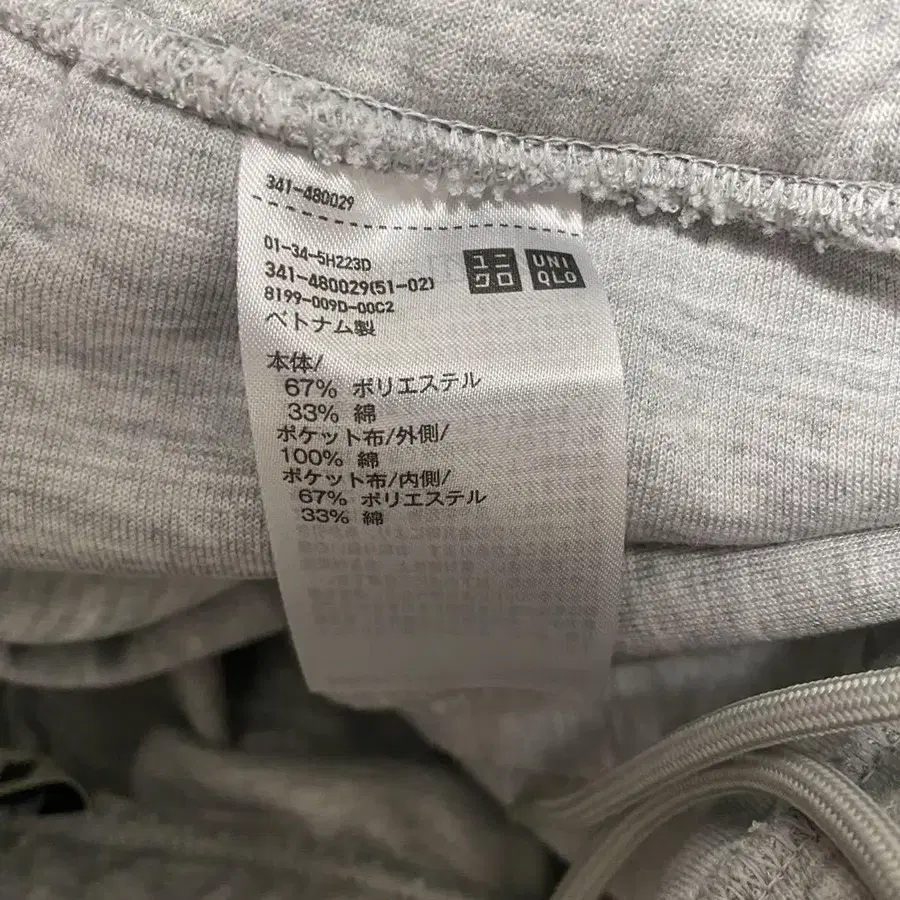 341-480029
01-34-5H223D
341-480029(51-02)
8199-009D-00C2
ベトナム製
ユニ
クロ
UNI
QLO
本体/
67% ポリエステル
33% 綿
ポケット布/外側/
100% 綿
ポケット布/内側/
67% ポリエステル
33% 綿